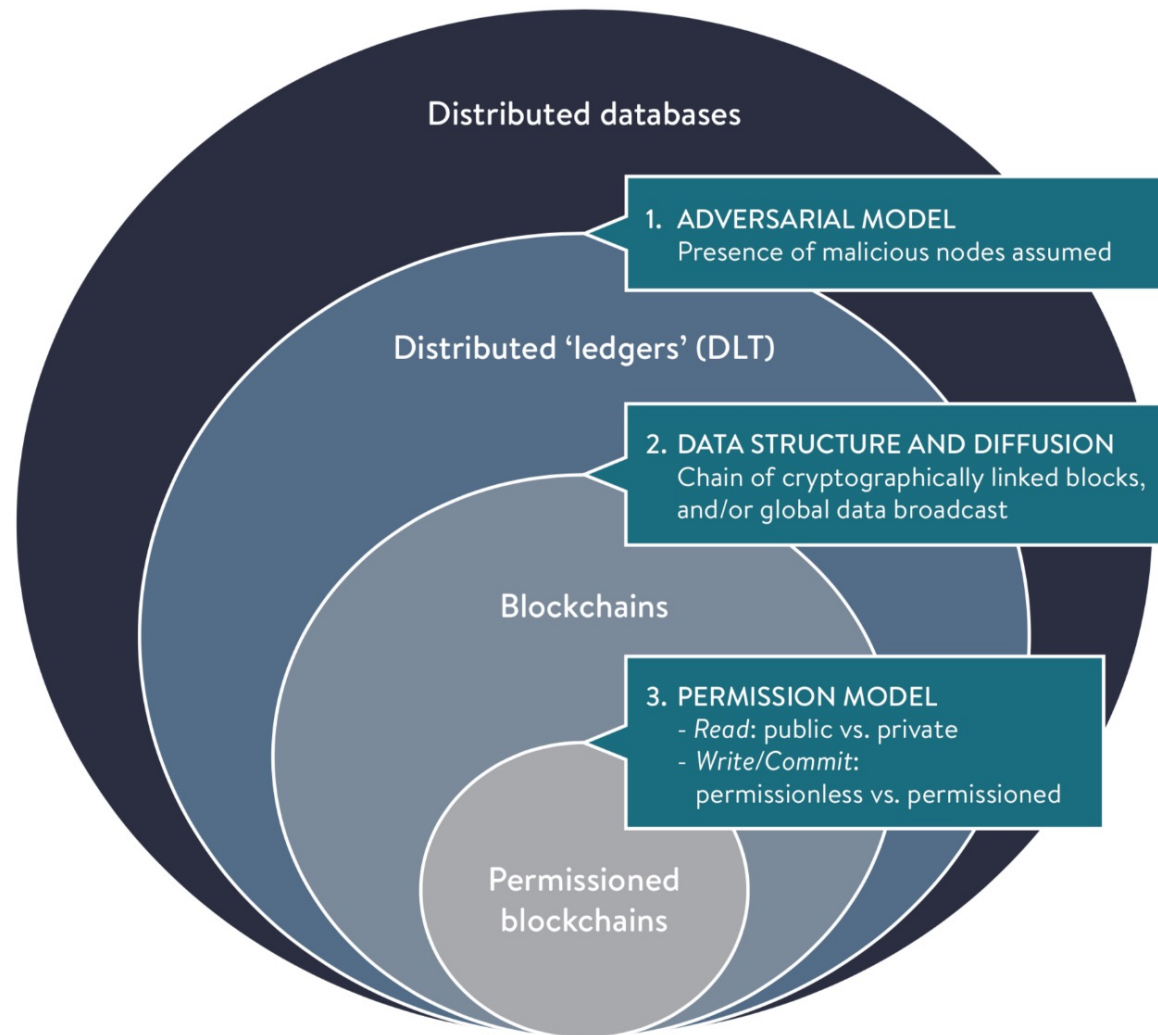 Distributed databases
1. ADVERSARIAL MODEL
Presence of malicious nodes assumed
Distributed ‘ledgers’ (DLT)
2. DATA STRUCTURE AND DIFFUSION
Chain of cryptographically linked blocks,
and/or global data broadcast
Blockchains
3. PERMISSION MODEL
- Read: public vs. private
- Write/Commit:
permissionless vs. permissioned
Permissioned
blockchains